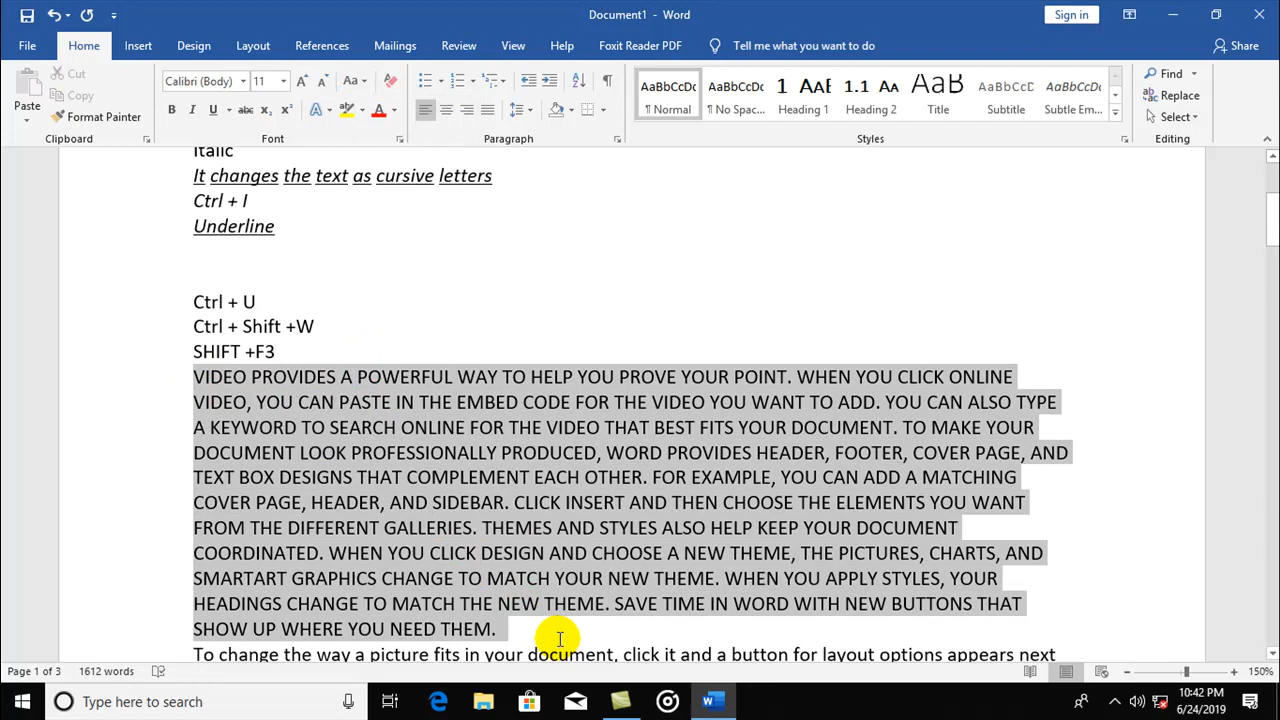 Document1 - Word
Sign in
File Home Insert Design Layout References Mailings Review View Help Foxit Reader PDF Tell me what you want to do Share
Paste
Cut
Copy
Format Painter
Clipboard
Calibri (Body) 11
Font
Paragraph
AaBbCcDc AaBbCcDc 1 AAE 1.1 AA AaB AaBbCcC AaBbCcDc
¶ Normal ¶ No Spac... Heading 1 Heading 2 Title Subtitle Subtle Em...
Styles
Find
Replace
Select
Editing
Italic
It changes the text as cursive letters
Ctrl + I
Underline
Ctrl + U
Ctrl + Shift +W
SHIFT +F3
VIDEO PROVIDES A POWERFUL WAY TO HELP YOU PROVE YOUR POINT. WHEN YOU CLICK ONLINE
VIDEO, YOU CAN PASTE IN THE EMBED CODE FOR THE VIDEO YOU WANT TO ADD. YOU CAN ALSO TYPE
A KEYWORD TO SEARCH ONLINE FOR THE VIDEO THAT BEST FITS YOUR DOCUMENT. TO MAKE YOUR
DOCUMENT LOOK PROFESSIONALLY PRODUCED, WORD PROVIDES HEADER, FOOTER, COVER PAGE, AND
TEXT BOX DESIGNS THAT COMPLEMENT EACH OTHER. FOR EXAMPLE, YOU CAN ADD A MATCHING
COVER PAGE, HEADER, AND SIDEBAR. CLICK INSERT AND THEN CHOOSE THE ELEMENTS YOU WANT
FROM THE DIFFERENT GALLERIES. THEMES AND STYLES ALSO HELP KEEP YOUR DOCUMENT
COORDINATED. WHEN YOU CLICK DESIGN AND CHOOSE A NEW THEME, THE PICTURES, CHARTS, AND
SMARTART GRAPHICS CHANGE TO MATCH YOUR NEW THEME. WHEN YOU APPLY STYLES, YOUR
HEADINGS CHANGE TO MATCH THE NEW THEME. SAVE TIME IN WORD WITH NEW BUTTONS THAT
SHOW UP WHERE YOU NEED THEM.
To change the way a picture fits in your document, click it and a button for layout options appears next
Page 1 of 3 1612 words 150%
Type here to search
10:42 PM
6/24/2019